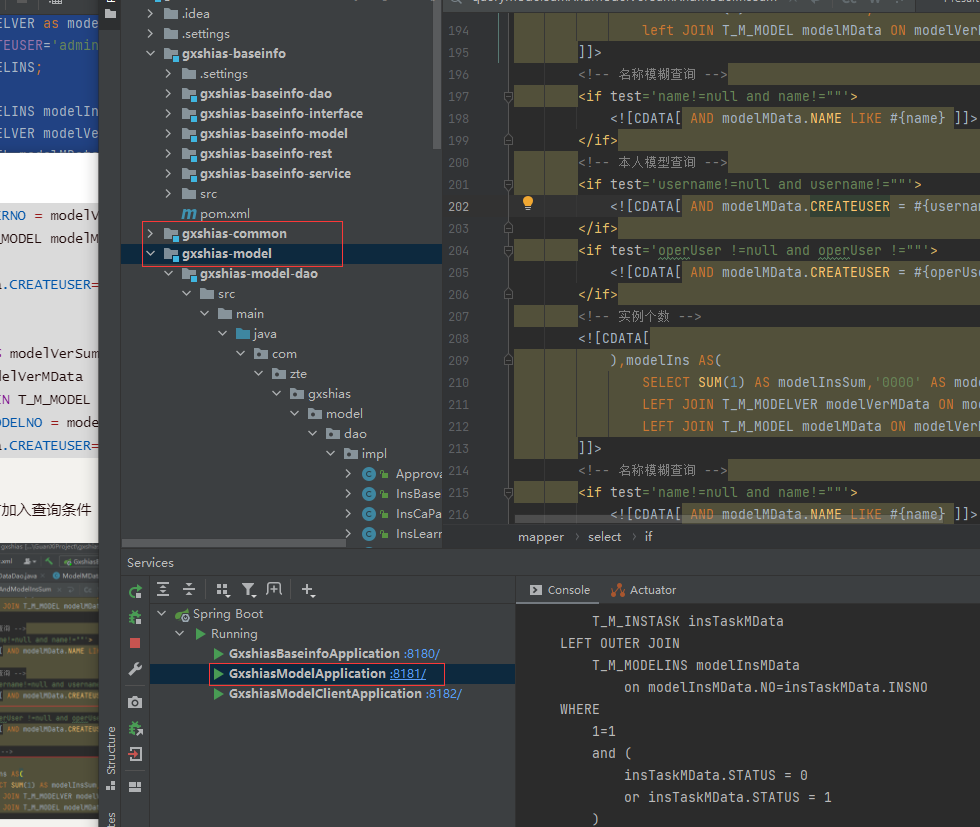 ELVER as mode
TEUSER='admin
ELINS;
ELINS modelIn
ELVER modelVe
ERNO = modelV
_MODEL modelM
.CREATEUSER=
modelVerSum
elVerMData
IN T_M_MODEL
ODELNO = mode
.CREATEUSER=
加入查询条件
.idea
.settings
gxshias-baseinfo
.settings
gxshias-baseinfo-dao
gxshias-baseinfo-interface
gxshias-baseinfo-model
gxshias-baseinfo-rest
gxshias-baseinfo-service
src
pom.xml
gxshias-common
gxshias-model
gxshias-model-dao
src
main
java
com
zte
gxshias
model
dao
impl
Approva
InsBase
InsCaPa
InsLearn
194 left JOIN T_M_MODEL modelMData ON modelVerM
195 ]]>
196 <!-- 名称模糊查询 -->
197 <if test='name!=null and name!=""'>
198 <![CDATA[ AND modelMData.NAME LIKE #{name} ]]>
199 </if>
200 <!-- 本人模型查询 -->
201 <if test='username!=null and username!=""'>
202 <![CDATA[ AND modelMData.CREATEUSER = #{userna
203 </if>
204 <if test='operUser !=null and operUser !=""'>
205 <![CDATA[ AND modelMData.CREATEUSER = #{operUse
206 </if>
207 <!-- 实例个数 -->
208 <![CDATA[
209 ),modelIns AS(
210 SELECT SUM(1) AS modelInsSum,'0000' AS mode
211 LEFT JOIN T_M_MODELVER modelVerMData ON mod
212 LEFT JOIN T_M_MODEL modelMData ON modelVerM
213 ]]>
214 <!-- 名称模糊查询 -->
215 <if test='name!=null and name!=""'>
216 <![CDATA[ AND modelMData.NAME LIKE #{name} ]]>
mapper › select › if
Services
Spring Boot
Running
GxshiasBaseinfoApplication :8180/
GxshiasModelApplication :8181/
GxshiasModelClientApplication :8182/
Structure
Console
Actuator
T_M_INSTASK insTaskMData
LEFT OUTER JOIN
T_M_MODELINS modelInsMData
on modelInsMData.NO=insTaskMData.INSNO
WHERE
1=1
and (
insTaskMData.STATUS = 0
or insTaskMData.STATUS = 1
)